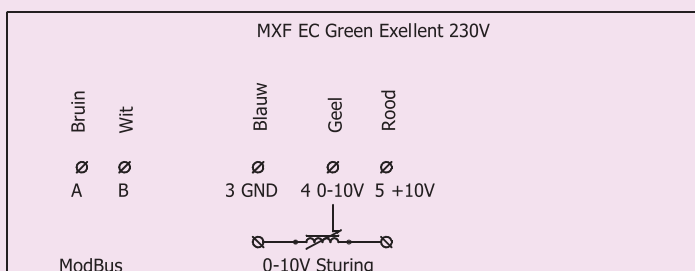 MXF EC Green Exellent 230V
Bruin Wit Blauw Geel Rood
A B 3 GND 4 0-10V 5 +10V
ModBus 0-10V Sturing